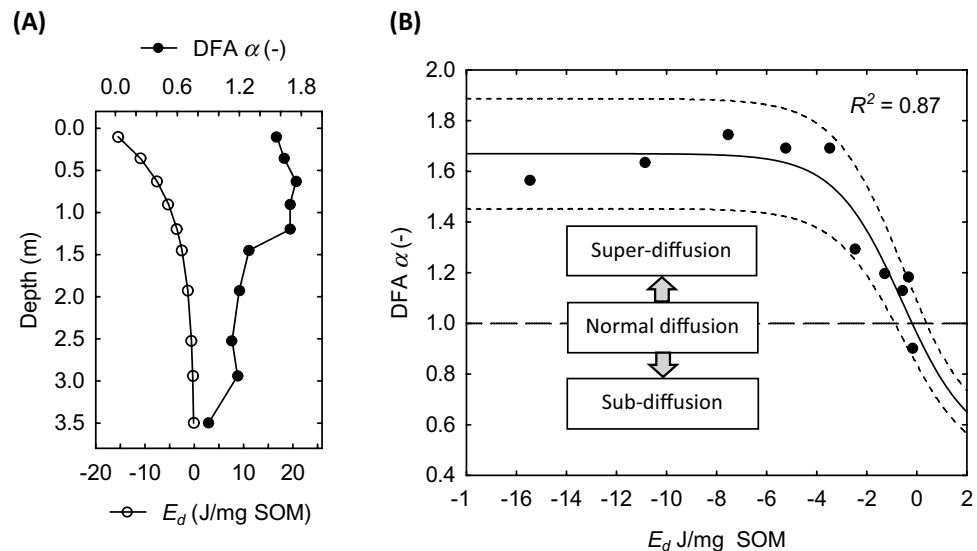 (A)
DFA α (-)
0.0 0.6 1.2 1.8
0.0
0.5
1.0
1.5
2.0
2.5
3.0
3.5
Depth (m)
-20 -10 0 10 20
E_d (J/mg SOM)
(B)
2.0
1.8
1.6
1.4
1.2
1.0
0.8
0.6
0.4
DFA α (-)
R² = 0.87
Super-diffusion
Normal diffusion
Sub-diffusion
-1 -16 -14 -12 -10 -8 -6 -4 -2 0 2
E_d J/mg SOM